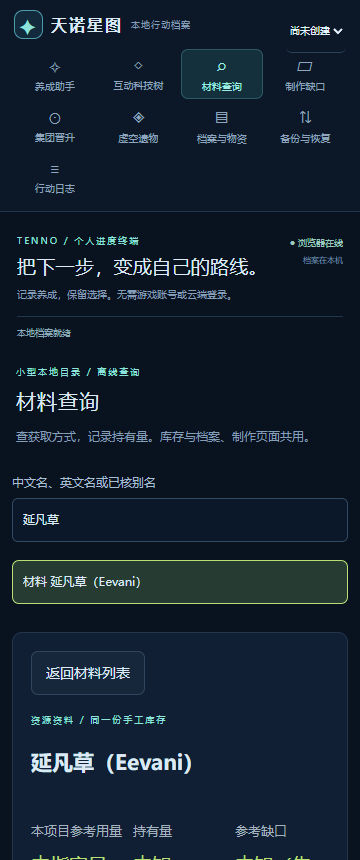 天诺星图 本地行动档案 尚未创建
养成助手 互动科技树 材料查询 制作缺口
集团晋升 虚空遗物 档案与物资 备份与恢复
行动日志
TENNO / 个人进度终端
浏览器在线
把下一步，变成自己的路线。
档案在本机
记录养成，保留选择。无需游戏账号或云端登录。
本地档案就绪
小型本地目录 / 离线查询
材料查询
查获取方式，记录持有量。库存与档案、制作页面共用。
中文名、英文名或已核别名
延凡草
材料 延凡草（Eevani）
返回材料列表
资源资料 / 同一份手工库存
延凡草（Eevani）
本项目参考用量 持有量 参考缺口